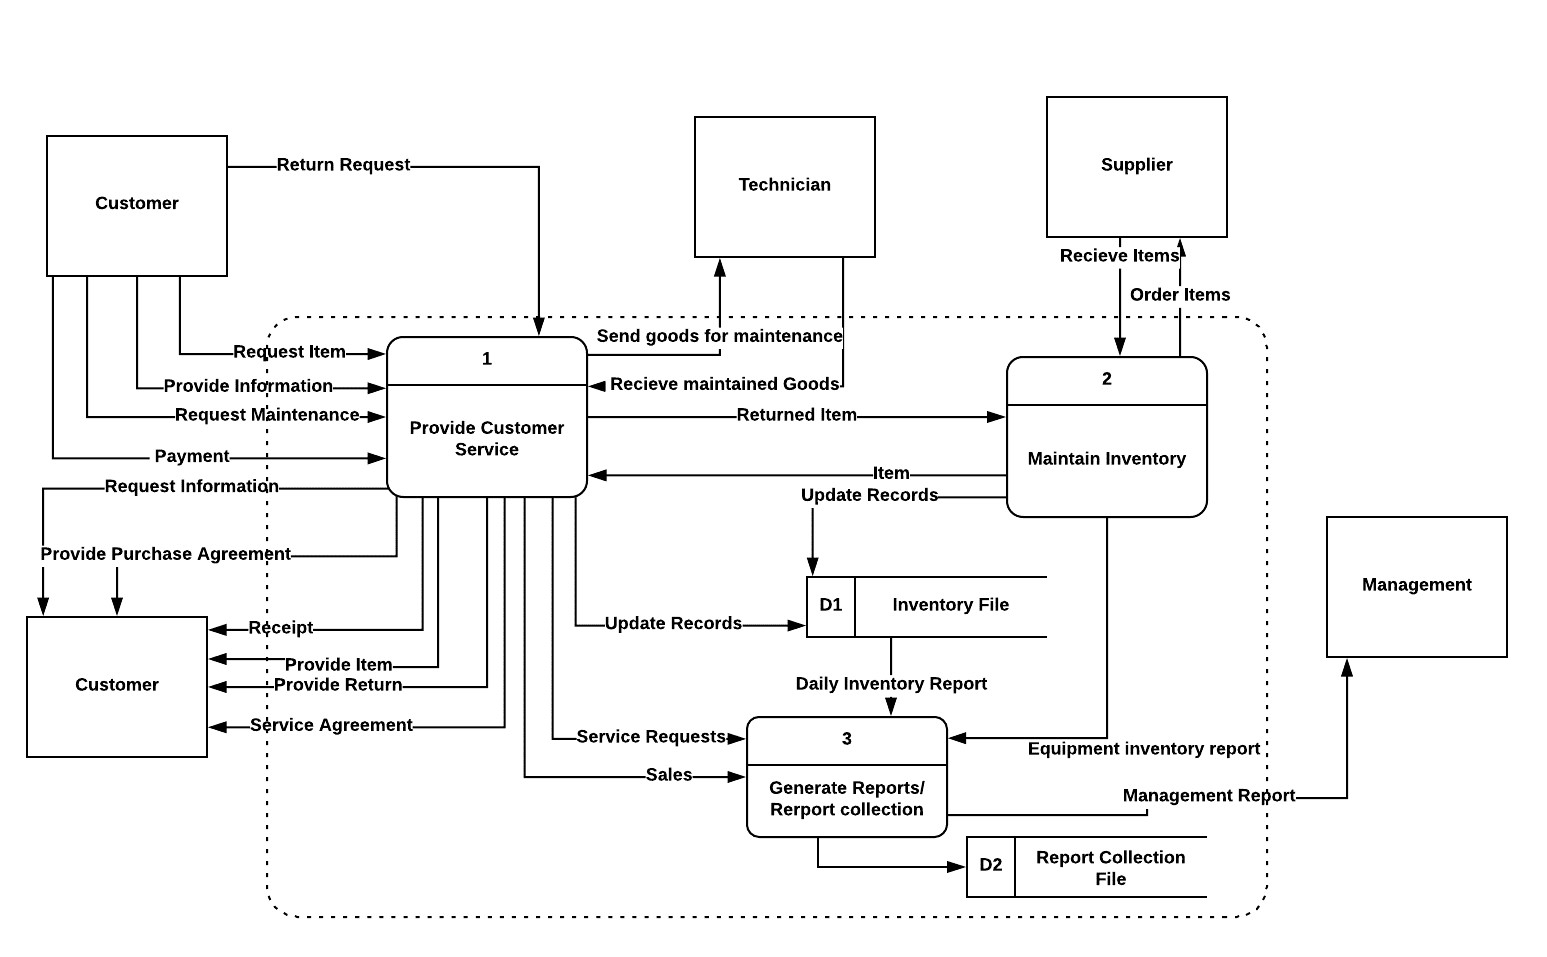 Return Request
Customer
Technician
Supplier
Recieve Items
Order Items
Send goods for maintenance
Request Item
1
2
Provide Information
Recieve maintained Goods
Request Maintenance
Returned Item
Provide Customer
Service
Payment
Maintain Inventory
Item
Request Information
Update Records
Provide Purchase Agreement
Management
D1
Inventory File
Receipt
Update Records
Provide Item
Customer
Provide Return
Daily Inventory Report
Service Agreement
Service Requests
3
Equipment inventory report
Sales
Generate Reports/
Rerport collection
Management Report
D2
Report Collection
File